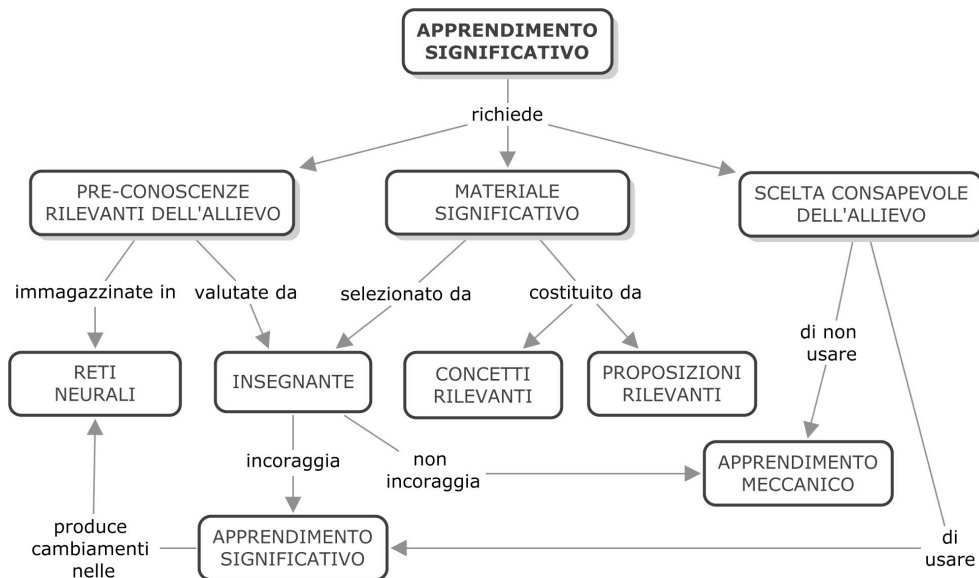 APPRENDIMENTO
SIGNIFICATIVO
richiede
PRE-CONOSCENZE
RILEVANTI DELL'ALLIEVO
MATERIALE
SIGNIFICATIVO
SCELTA CONSAPEVOLE
DELL'ALLIEVO
immagazzinate in
valutate da
selezionato da
costituito da
di non
usare
RETI
NEURALI
INSEGNANTE
CONCETTI
RILEVANTI
PROPOSIZIONI
RILEVANTI
incoraggia
non
incoraggia
APPRENDIMENTO
MECCANICO
produce
cambiamenti
nelle
APPRENDIMENTO
SIGNIFICATIVO
di
usare